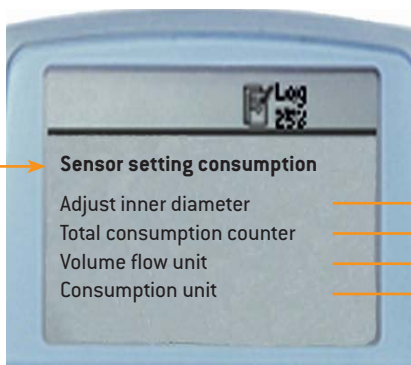 Log
25%
Sensor setting consumption
Adjust inner diameter
Total consumption counter
Volume flow unit
Consumption unit